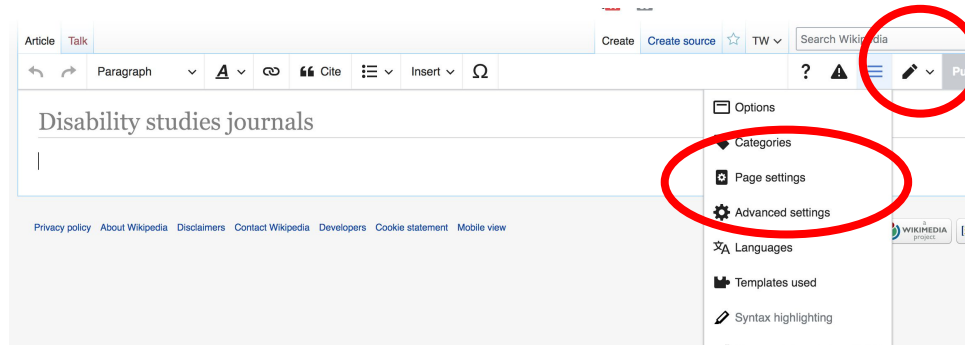 Article Talk Create Create source TW Search Wikipedia
Paragraph A Cite Insert Ω ? Pu
Disability studies journals
Options
Categories
Page settings
Advanced settings
Languages
Templates used
Syntax highlighting
Privacy policy About Wikipedia Disclaimers Contact Wikipedia Developers Cookie statement Mobile view
A WIKIMEDIA project